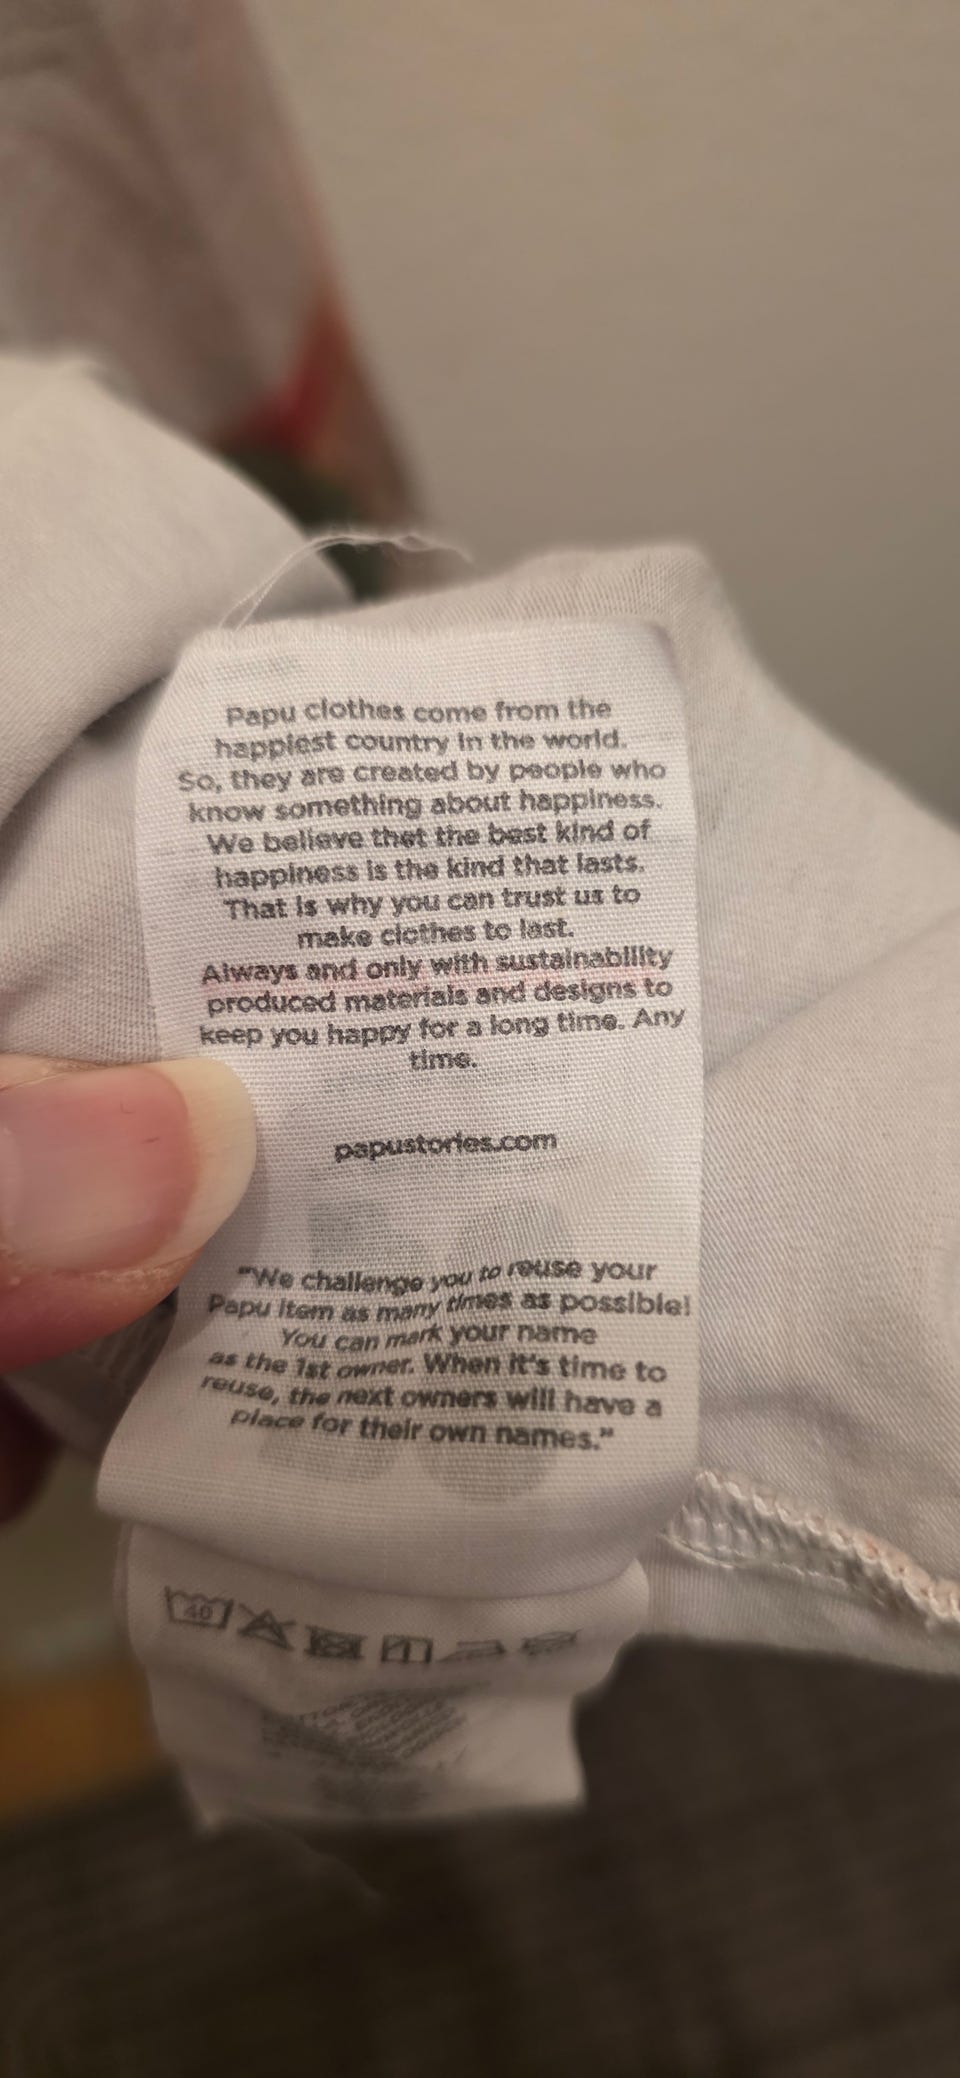 Papu clothes come from the
happiest country in the world.
So, they are created by people who
know something about happiness.
We believe that the best kind of
happiness is the kind that lasts.
That is why you can trust us to
make clothes to last.
Always and only with sustainability
produced materials and designs to
keep you happy for a long time. Any
time.
papustories.com
"We challenge you to reuse your
Papu item as many times as possible!
You can mark your name
as the 1st owner. When it's time to
reuse, the next owners will have a
place for their own names."
40